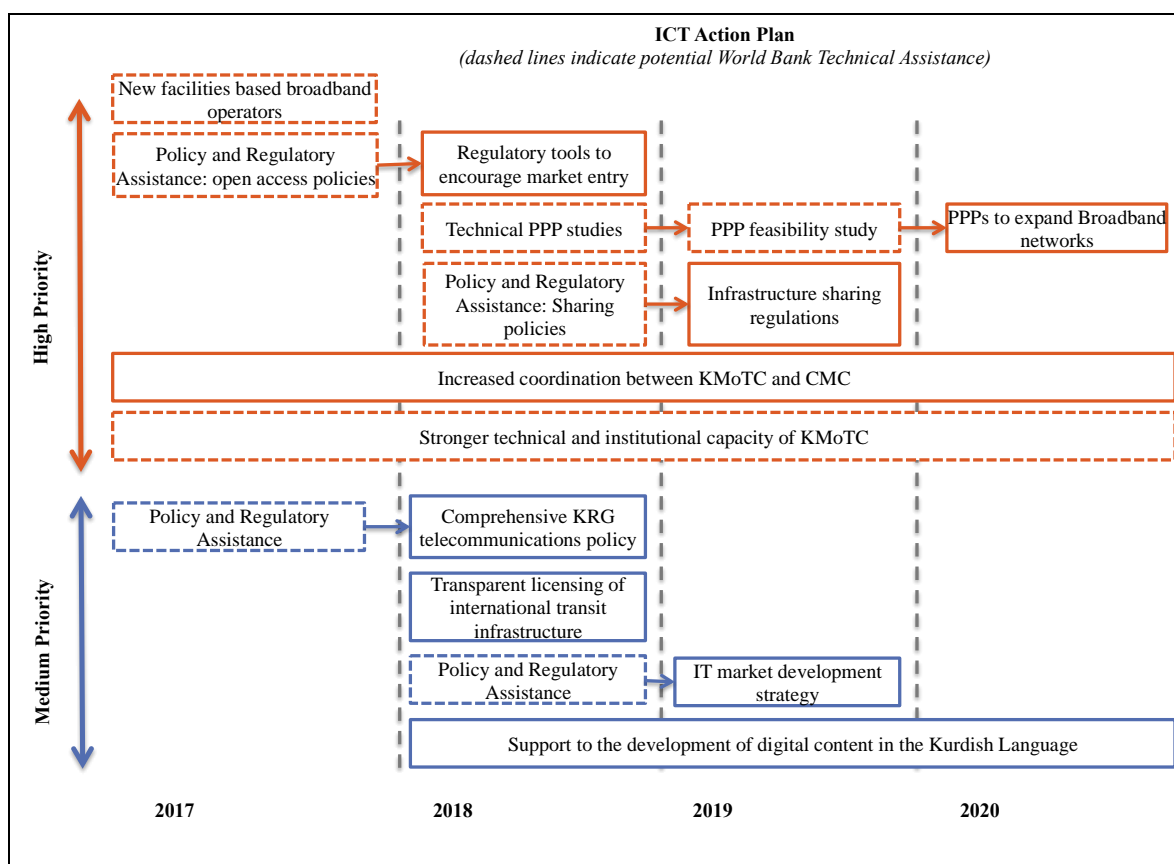 ICT Action Plan
(dashed lines indicate potential World Bank Technical Assistance)
High Priority
New facilities based broadband
operators
Policy and Regulatory
Assistance: open access policies
Regulatory tools to
encourage market entry
Technical PPP studies
PPP feasibility study
PPPs to expand Broadband
networks
Policy and Regulatory
Assistance: Sharing
policies
Infrastructure sharing
regulations
Increased coordination between KMoTC and CMC
Stronger technical and institutional capacity of KMoTC
Medium Priority
Policy and Regulatory
Assistance
Comprehensive KRG
telecommunications policy
Transparent licensing of
international transit
infrastructure
Policy and Regulatory
Assistance
IT market development
strategy
Support to the development of digital content in the Kurdish Language
2017
2018
2019
2020